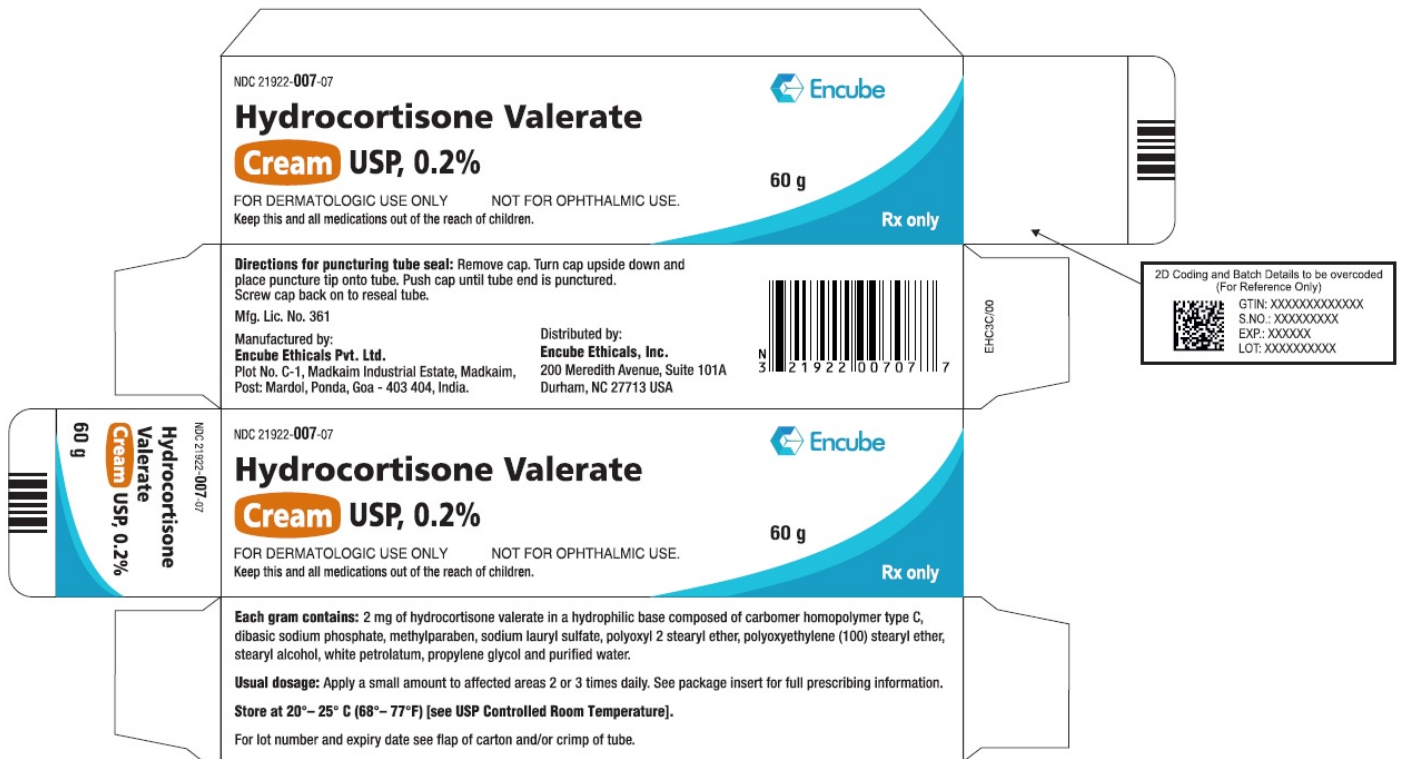 NDC 21922-007-07
Encube
Hydrocortisone Valerate
Cream USP, 0.2%
60 g
FOR DERMATOLOGIC USE ONLY NOT FOR OPHTHALMIC USE.
Keep this and all medications out of the reach of children.
Rx only
2D Coding and Batch Details to be overcoded
(For Reference Only)
GTIN: XXXXXXXXXXXXX
S.NO.: XXXXXXXXX
EXP.: XXXXXX
LOT: XXXXXXXXXX
Directions for puncturing tube seal: Remove cap. Turn cap upside down and
place puncture tip onto tube. Push cap until tube end is punctured.
Screw cap back on to reseal tube.
Mfg. Lic. No. 361
Manufactured by:
Encube Ethicals Pvt. Ltd.
Plot No. C-1, Madkaim Industrial Estate, Madkaim,
Post: Mardol, Ponda, Goa - 403 404, India.
Distributed by:
Encube Ethicals, Inc.
200 Meredith Avenue, Suite 101A
Durham, NC 27713 USA
N
3 21922 00707 7
EHC3C/00
NDC 21922-007-07
Hydrocortisone
Valerate
Cream USP, 0.2%
60 g
NDC 21922-007-07
Encube
Hydrocortisone Valerate
Cream USP, 0.2%
60 g
FOR DERMATOLOGIC USE ONLY NOT FOR OPHTHALMIC USE.
Keep this and all medications out of the reach of children.
Rx only
Each gram contains: 2 mg of hydrocortisone valerate in a hydrophilic base composed of carbomer homopolymer type C,
dibasic sodium phosphate, methylparaben, sodium lauryl sulfate, polyoxyl 2 stearyl ether, polyoxyethylene (100) stearyl ether,
stearyl alcohol, white petrolatum, propylene glycol and purified water.
Usual dosage: Apply a small amount to affected areas 2 or 3 times daily. See package insert for full prescribing information.
Store at 20°– 25° C (68°– 77°F) [see USP Controlled Room Temperature].
For lot number and expiry date see flap of carton and/or crimp of tube.